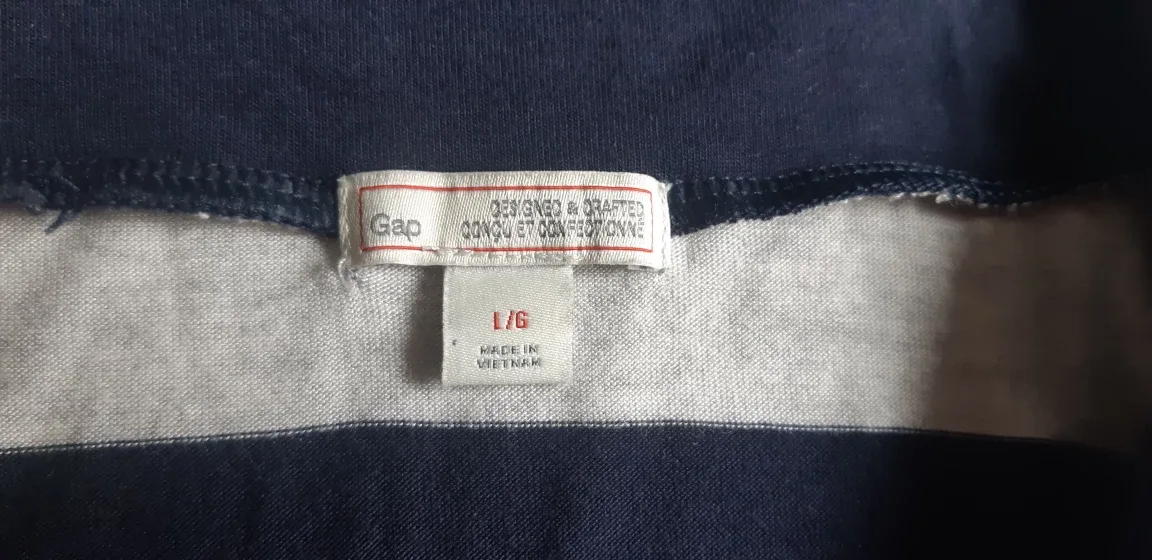 Gap
DESIGNED & CRAFTED
CONÇU ET CONFECTIONNÉ
L/G
MADE IN
VIETNAM